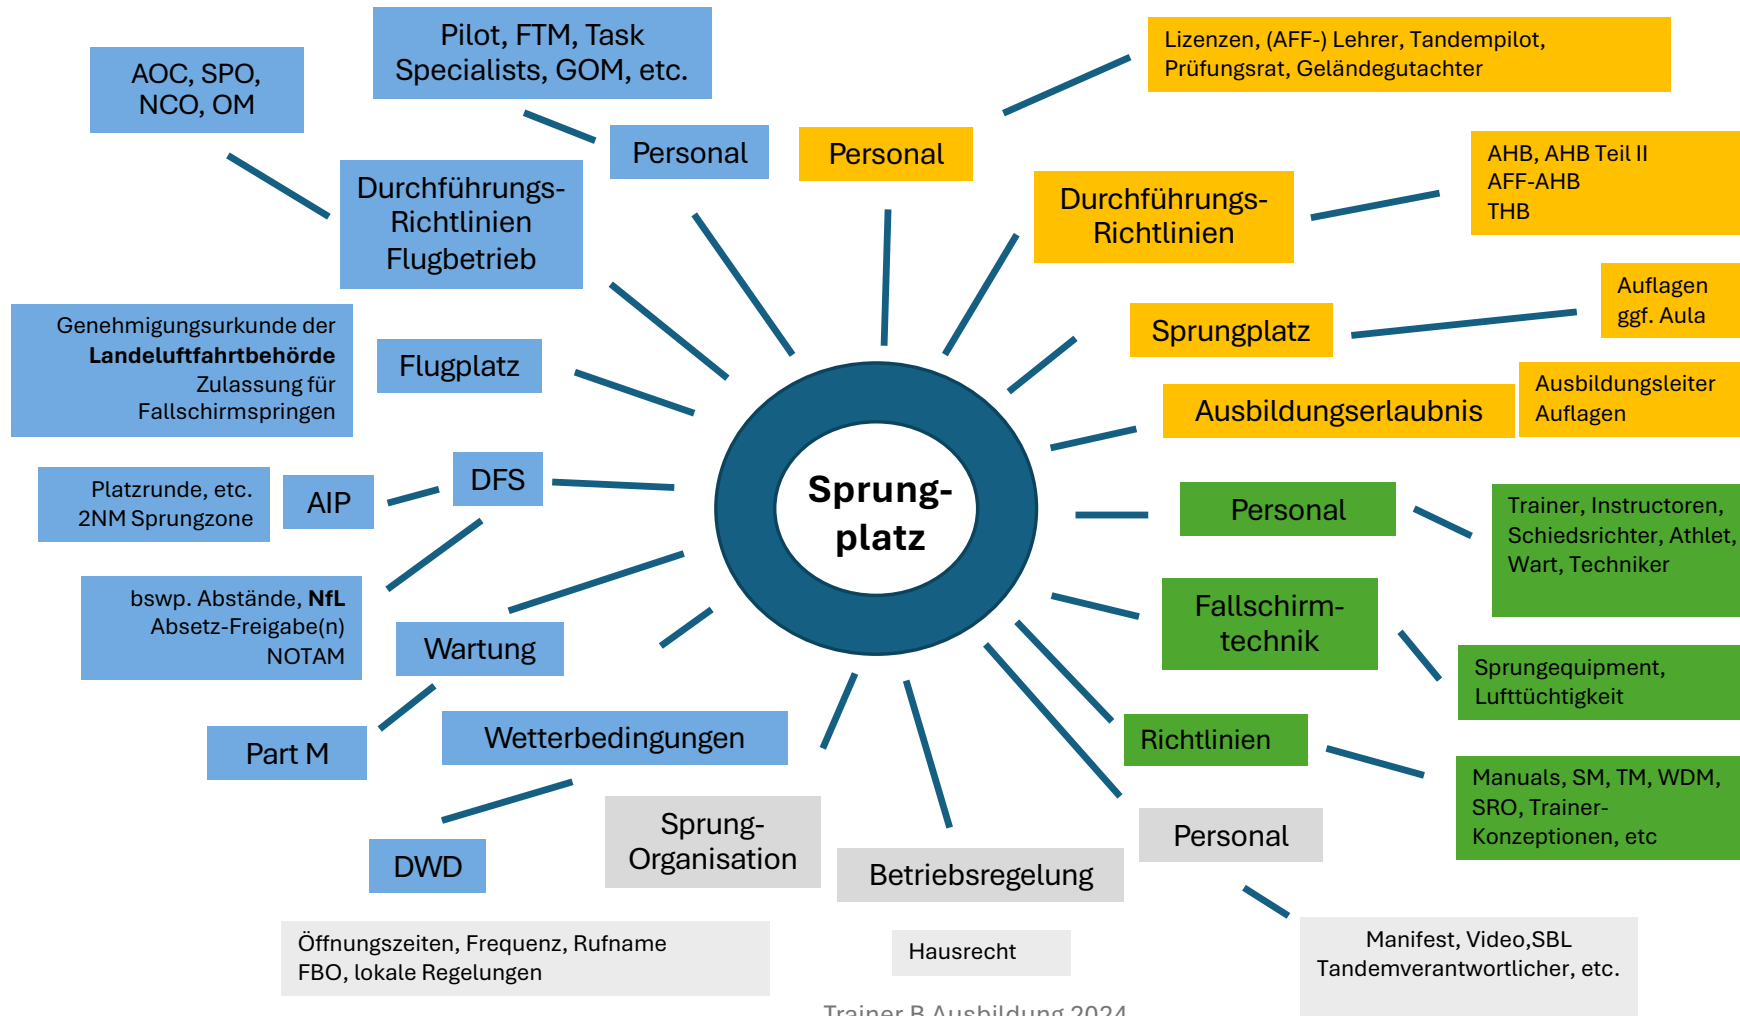 Pilot, FTM, Task
Specialists, GOM, etc.
AOC, SPO,
NCO, OM
Personal
Durchführungs-
Richtlinien
Flugbetrieb
Genehmigungsurkunde der
Landeluftfahrtbehörde
Zulassung für
Fallschirmspringen
Flugplatz
DFS
AIP
Platzrunde, etc.
2NM Sprungzone
bswp. Abstände, NfL
Absetz-Freigabe(n)
NOTAM
Wartung
Part M
Wetterbedingungen
DWD
Lizenzen, (AFF-) Lehrer, Tandempilot,
Prüfungsrat, Geländegutachter
Personal
Durchführungs-
Richtlinien
AHB, AHB Teil II
AFF-AHB
THB
Sprungplatz
Auflagen
ggf. Aula
Ausbildungserlaubnis
Ausbildungsleiter
Auflagen
Sprung-
platz
Personal
Trainer, Instructoren,
Schiedsrichter, Athlet,
Wart, Techniker
Fallschirm-
technik
Sprungequipment,
Lufttüchtigkeit
Richtlinien
Manuals, SM, TM, WDM,
SRO, Trainer-
Konzeptionen, etc
Sprung-
Organisation
Öffnungszeiten, Frequenz, Rufname
FBO, lokale Regelungen
Betriebsregelung
Hausrecht
Personal
Manifest, Video,SBL
Tandemverantwortlicher, etc.
Trainer B Ausbildung 2024